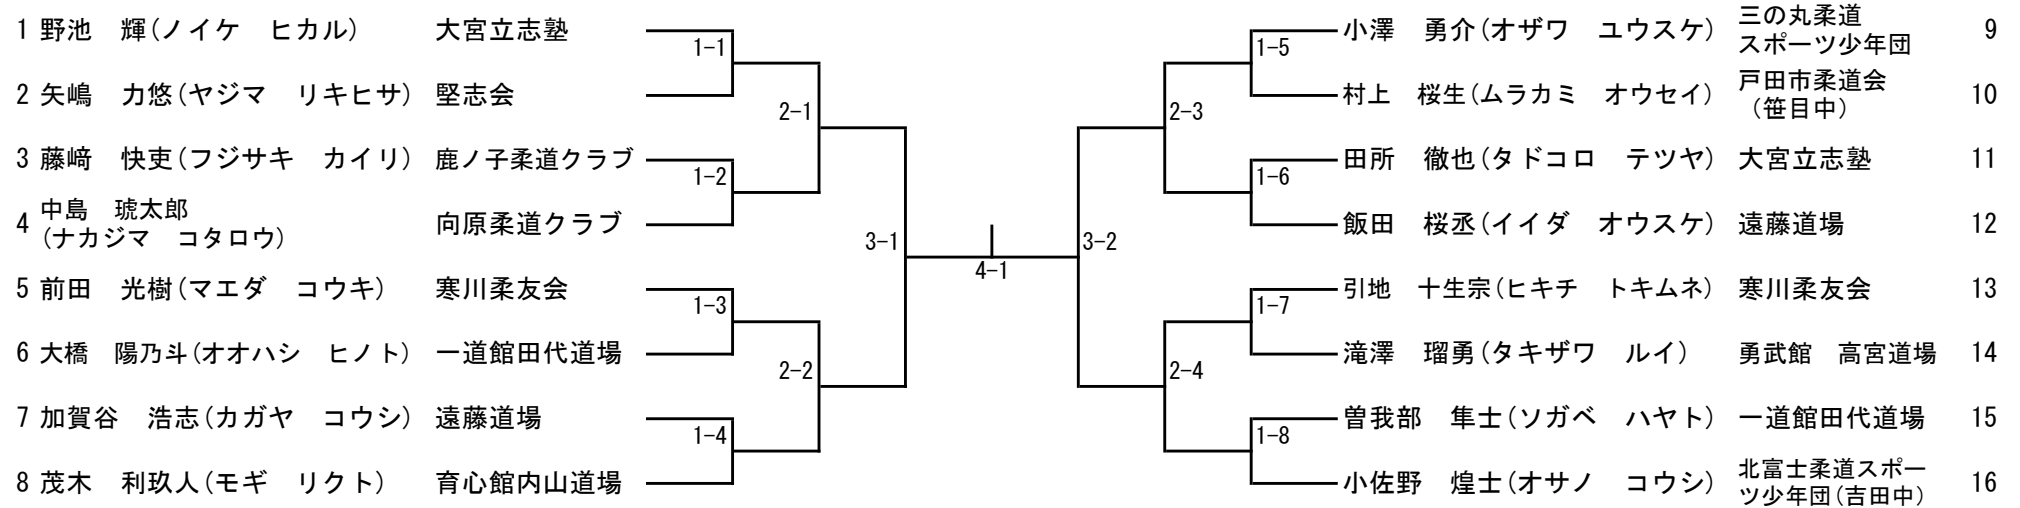 1 野池　輝(ノイケ　ヒカル)　大宮立志塾
1-1
2 矢嶋　力悠(ヤジマ　リキヒサ)　堅志会
2-1
3 藤﨑　快吏(フジサキ　カイリ)　鹿ノ子柔道クラブ
1-2
4 中島　琥太郎
(ナカジマ　コタロウ)　向原柔道クラブ
3-1
5 前田　光樹(マエダ　コウキ)　寒川柔友会
1-3
6 大橋　陽乃斗(オオハシ　ヒノト)　一道館田代道場
2-2
7 加賀谷　浩志(カガヤ　コウシ)　遠藤道場
1-4
8 茂木　利玖人(モギ　リクト)　育心館内山道場
4-1
小澤　勇介(オザワ　ユウスケ)　三の丸柔道
スポーツ少年団　9
1-5
村上　桜生(ムラカミ　オウセイ)　戸田市柔道会
(笹目中)　10
2-3
田所　徹也(タドコロ　テツヤ)　大宮立志塾　11
1-6
飯田　桜丞(イイダ　オウスケ)　遠藤道場　12
3-2
引地　十生宗(ヒキチ　トキムネ)　寒川柔友会　13
1-7
滝澤　瑠勇(タキザワ　ルイ)　勇武館　高宮道場　14
2-4
曽我部　隼士(ソガベ　ハヤト)　一道館田代道場　15
1-8
小佐野　煌士(オサノ　コウシ)　北富士柔道スポー
ツ少年団(吉田中)　16